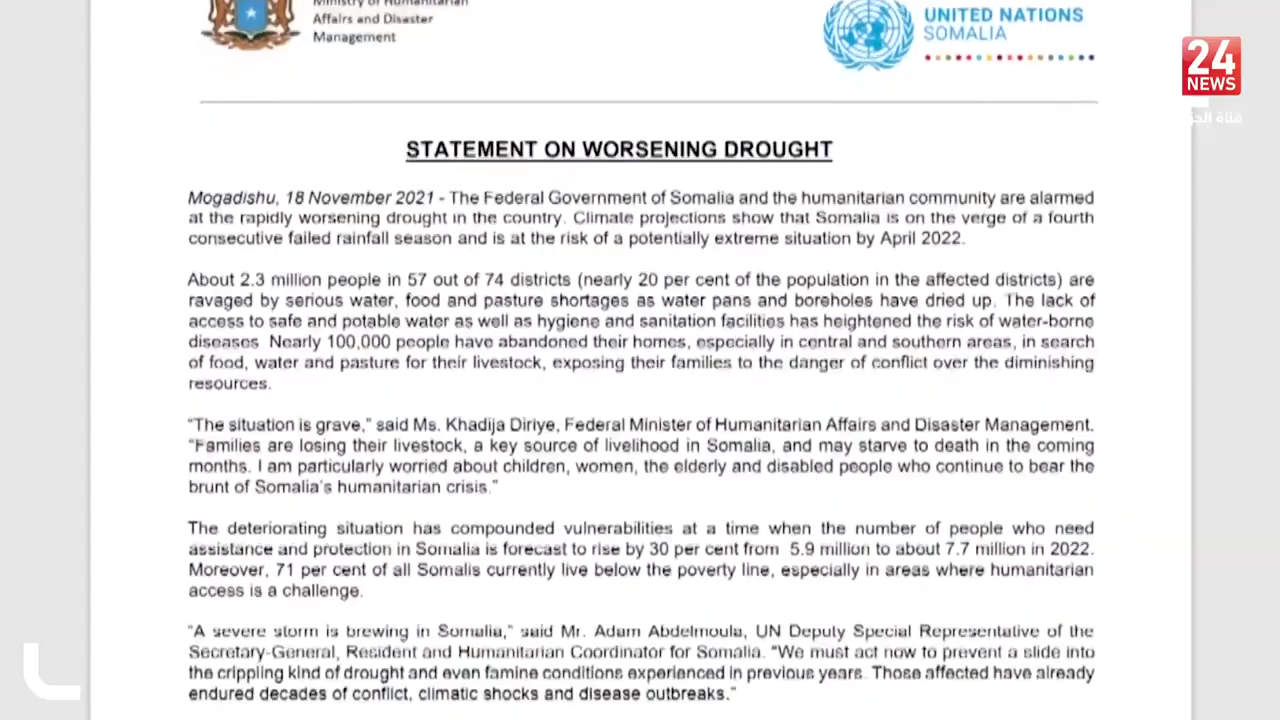 Ministry of Humanitarian
Affairs and Disaster
Management
UNITED NATIONS
SOMALIA
24
NEWS
قناة
STATEMENT ON WORSENING DROUGHT
Mogadishu, 18 November 2021 - The Federal Government of Somalia and the humanitarian community are alarmed
at the rapidly worsening drought in the country. Climate projections show that Somalia is on the verge of a fourth
consecutive failed rainfall season and is at the risk of a potentially extreme situation by April 2022.
About 2.3 million people in 57 out of 74 districts (nearly 20 per cent of the population in the affected districts) are
ravaged by serious water, food and pasture shortages as water pans and boreholes have dried up. The lack of
access to safe and potable water as well as hygiene and sanitation facilities has heightened the risk of water-borne
diseases. Nearly 100,000 people have abandoned their homes, especially in central and southern areas, in search
of food, water and pasture for their livestock, exposing their families to the danger of conflict over the diminishing
resources.
"The situation is grave," said Ms. Khadija Diriye, Federal Minister of Humanitarian Affairs and Disaster Management.
"Families are losing their livestock, a key source of livelihood in Somalia, and may starve to death in the coming
months. I am particularly worried about children, women, the elderly and disabled people who continue to bear the
brunt of Somalia's humanitarian crisis."
The deteriorating situation has compounded vulnerabilities at a time when the number of people who need
assistance and protection in Somalia is forecast to rise by 30 per cent from 5.9 million to about 7.7 million in 2022.
Moreover, 71 per cent of all Somalis currently live below the poverty line, especially in areas where humanitarian
access is a challenge.
"A severe storm is brewing in Somalia," said Mr. Adam Abdelmoula, UN Deputy Special Representative of the
Secretary-General, Resident and Humanitarian Coordinator for Somalia. "We must act now to prevent a slide into
the crippling kind of drought and even famine conditions experienced in previous years. Those affected have already
endured decades of conflict, climatic shocks and disease outbreaks."